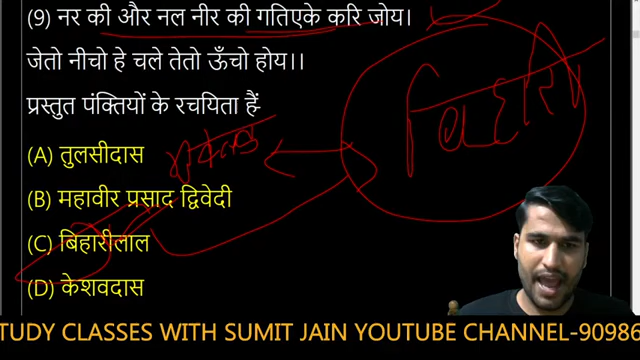 (9) नर की और नल नीर की गतिएके करि जोय।
जेतो नीचो हे चले तेतो ऊँचो होय।।
प्रस्तुत पंक्तियों के रचयिता हैं
(A) तुलसीदास
(B) महावीर प्रसाद द्विवेदी
(C) बिहारीलाल
(D) केशवदास
बिहारी
TUDY CLASSES WITH SUMIT JAIN YOUTUBE CHANNEL-90986